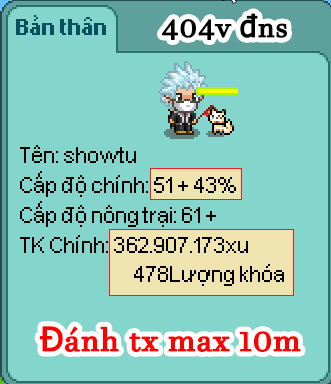 Bản thân
404v đns
Tên: showtu
Cấp độ chính: 51+ 43%
Cấp độ nông trại: 61+
TK Chính: 362.907.173xu
478Lượng khóa
Đánh tx max 10m